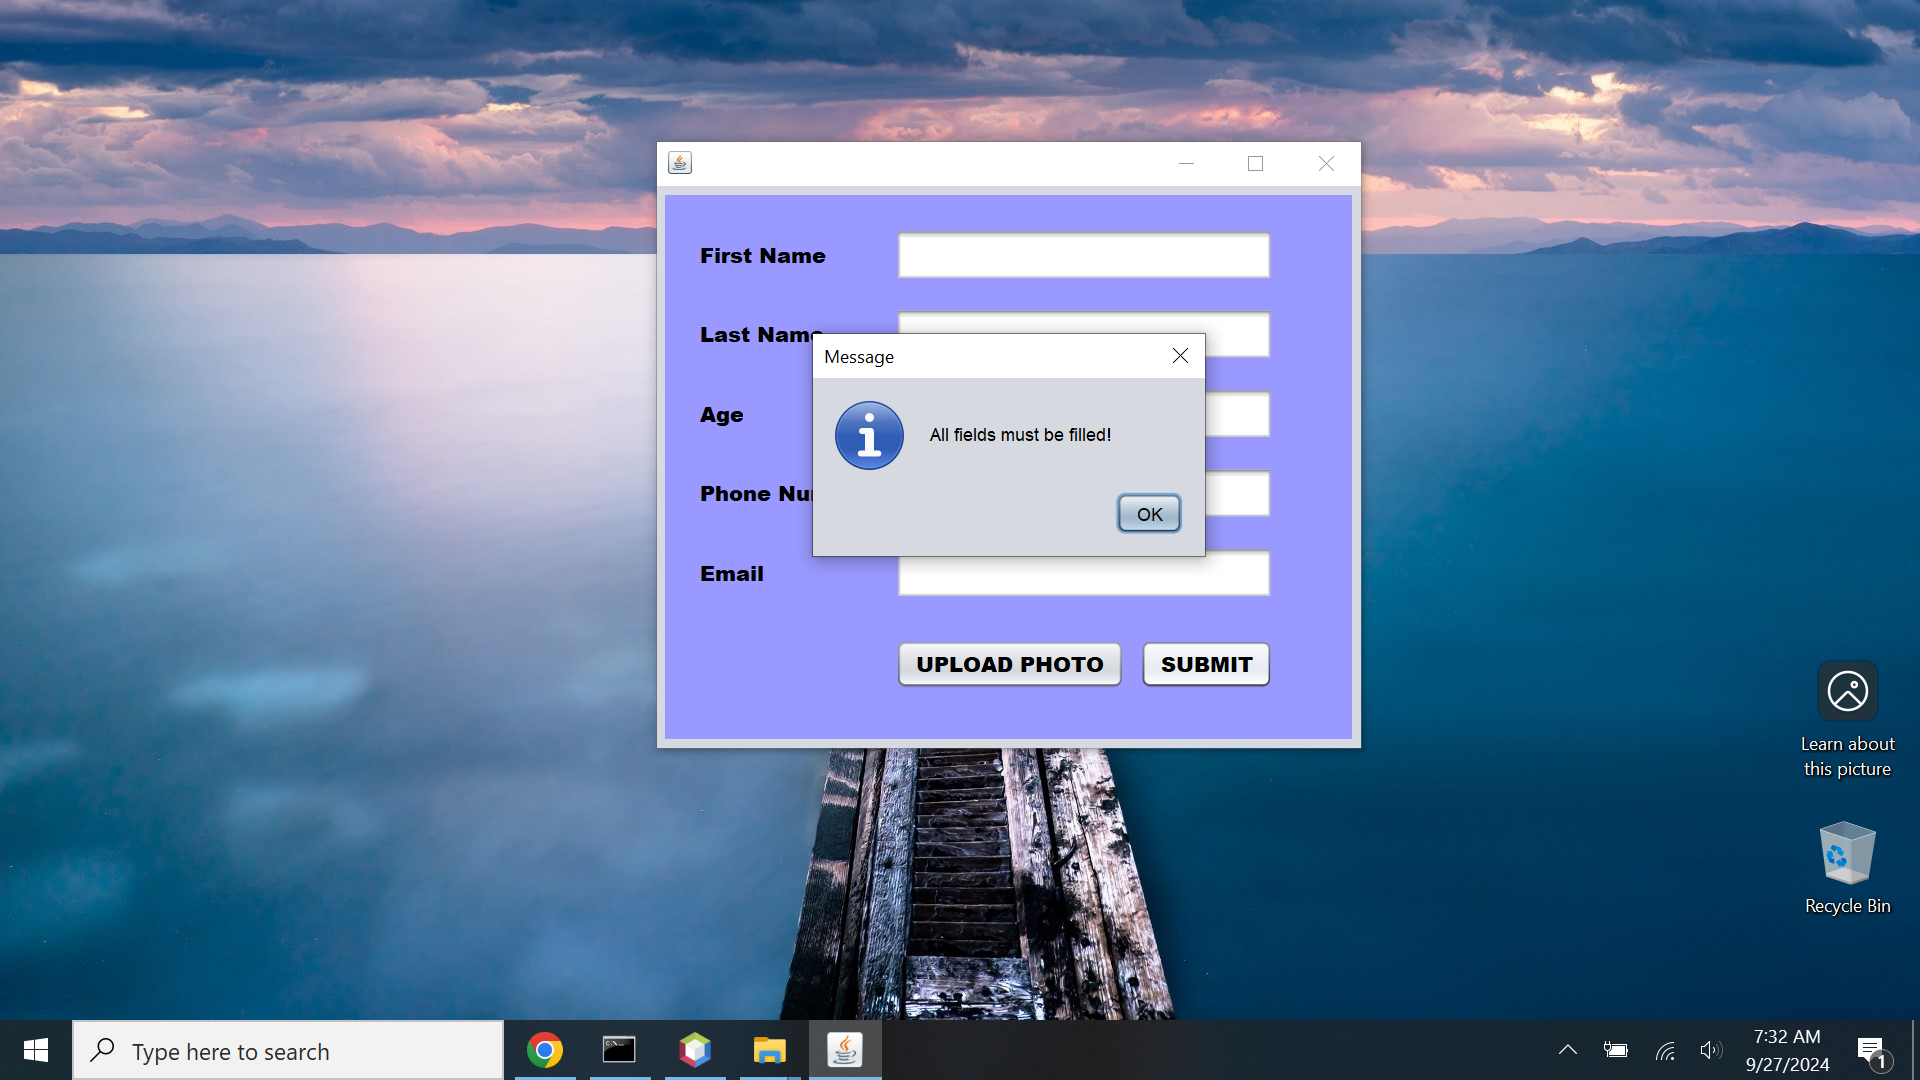 First Name
Last Name
Message
Age
All fields must be filled!
Phone Nu
OK
Email
UPLOAD PHOTO
SUBMIT
Learn about
this picture
Recycle Bin
Type here to search
7:32 AM
9/27/2024
1